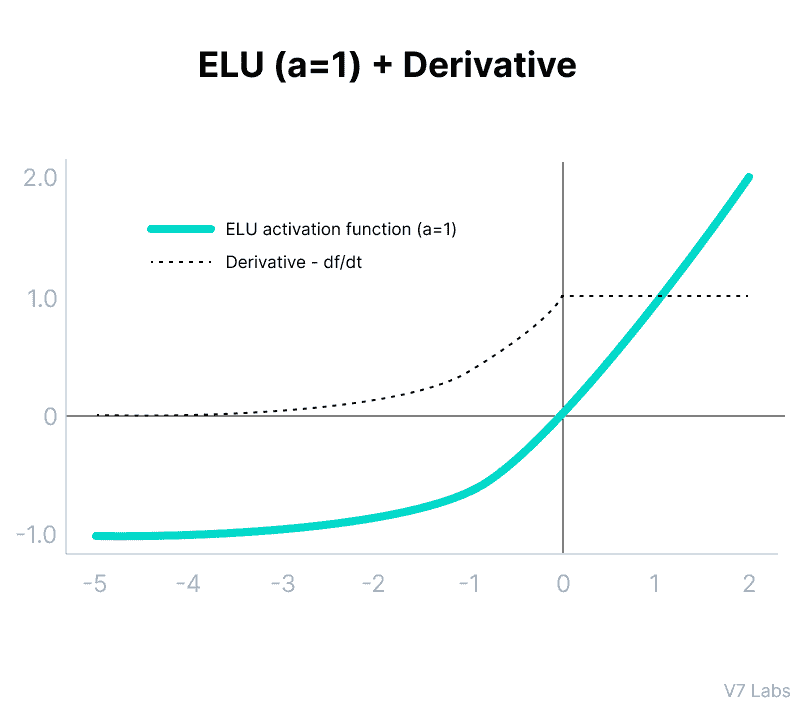 ELU (a=1) + Derivative
2.0
ELU activation function (a=1)
Derivative - df/dt
1.0
0
-1.0
-5 -4 -3 -2 -1 0 1 2
V7 Labs